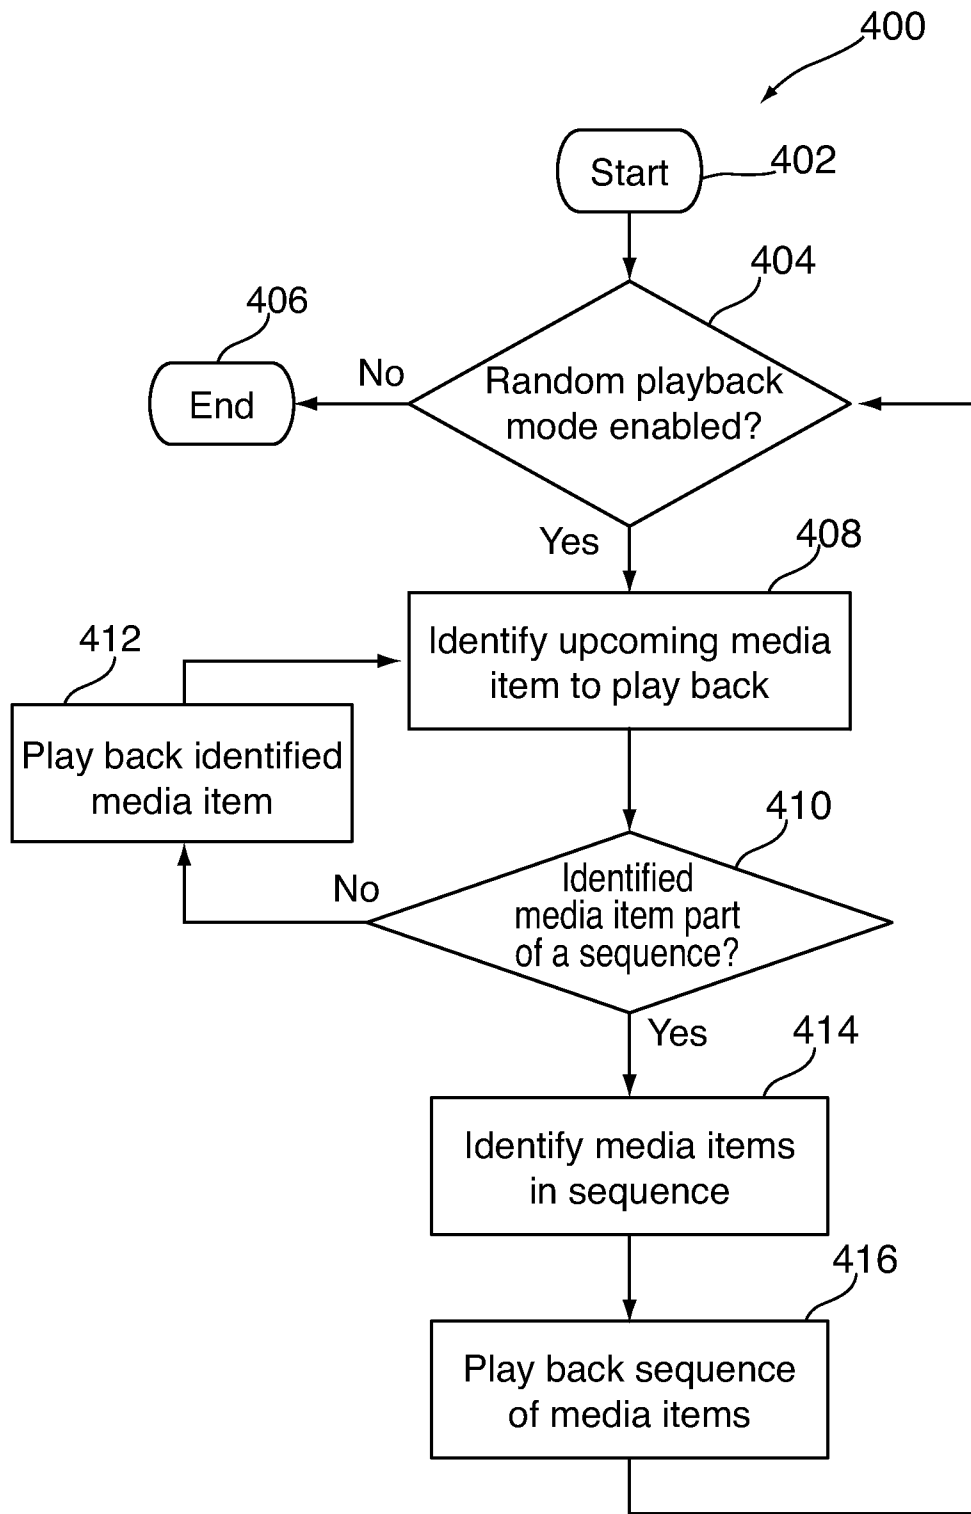 400
Start
402
404
406
No
End
Random playback
mode enabled?
Yes
408
412
Identify upcoming media
item to play back
Play back identified
media item
410
No
Identified
media item part
of a sequence?
Yes
414
Identify media items
in sequence
416
Play back sequence
of media items